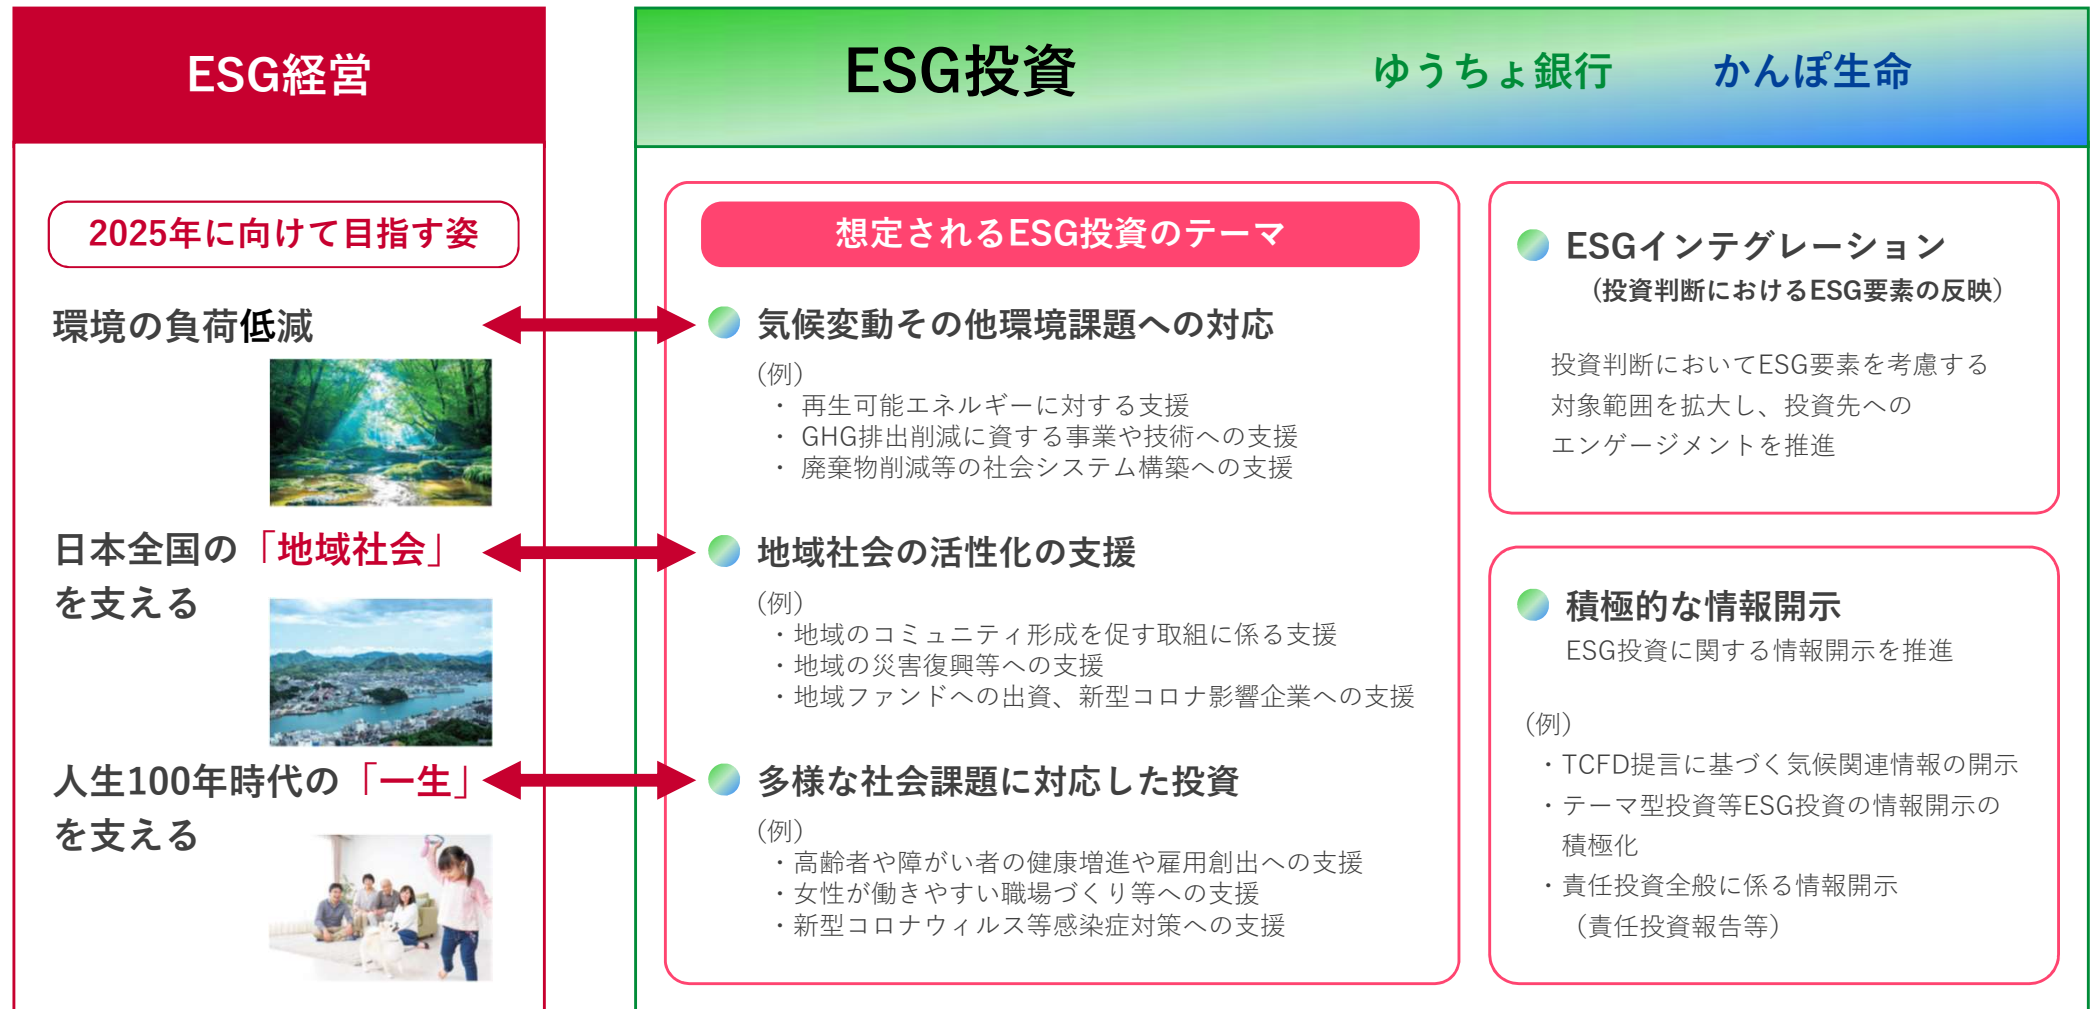 ESG経営
2025年に向けて目指す姿
環境の負荷低減
日本全国の「地域社会」
を支える
人生100年時代の「一生」
を支える
ESG投資 ゆうちょ銀行 かんぽ生命
想定されるESG投資のテーマ
気候変動その他環境課題への対応
(例)
・ 再生可能エネルギーに対する支援
・ GHG排出削減に資する事業や技術への支援
・ 廃棄物削減等の社会システム構築への支援
地域社会の活性化の支援
(例)
・地域のコミュニティ形成を促す取組に係る支援
・地域の災害復興等への支援
・地域ファンドへの出資、新型コロナ影響企業への支援
多様な社会課題に対応した投資
(例)
・高齢者や障がい者の健康増進や雇用創出への支援
・女性が働きやすい職場づくり等への支援
・新型コロナウィルス等感染症対策への支援
ESGインテグレーション
(投資判断におけるESG要素の反映)
投資判断においてESG要素を考慮する
対象範囲を拡大し、投資先への
エンゲージメントを推進
積極的な情報開示
ESG投資に関する情報開示を推進
(例)
・TCFD提言に基づく気候関連情報の開示
・テーマ型投資等ESG投資の情報開示の
積極化
・責任投資全般に係る情報開示
（責任投資報告等）